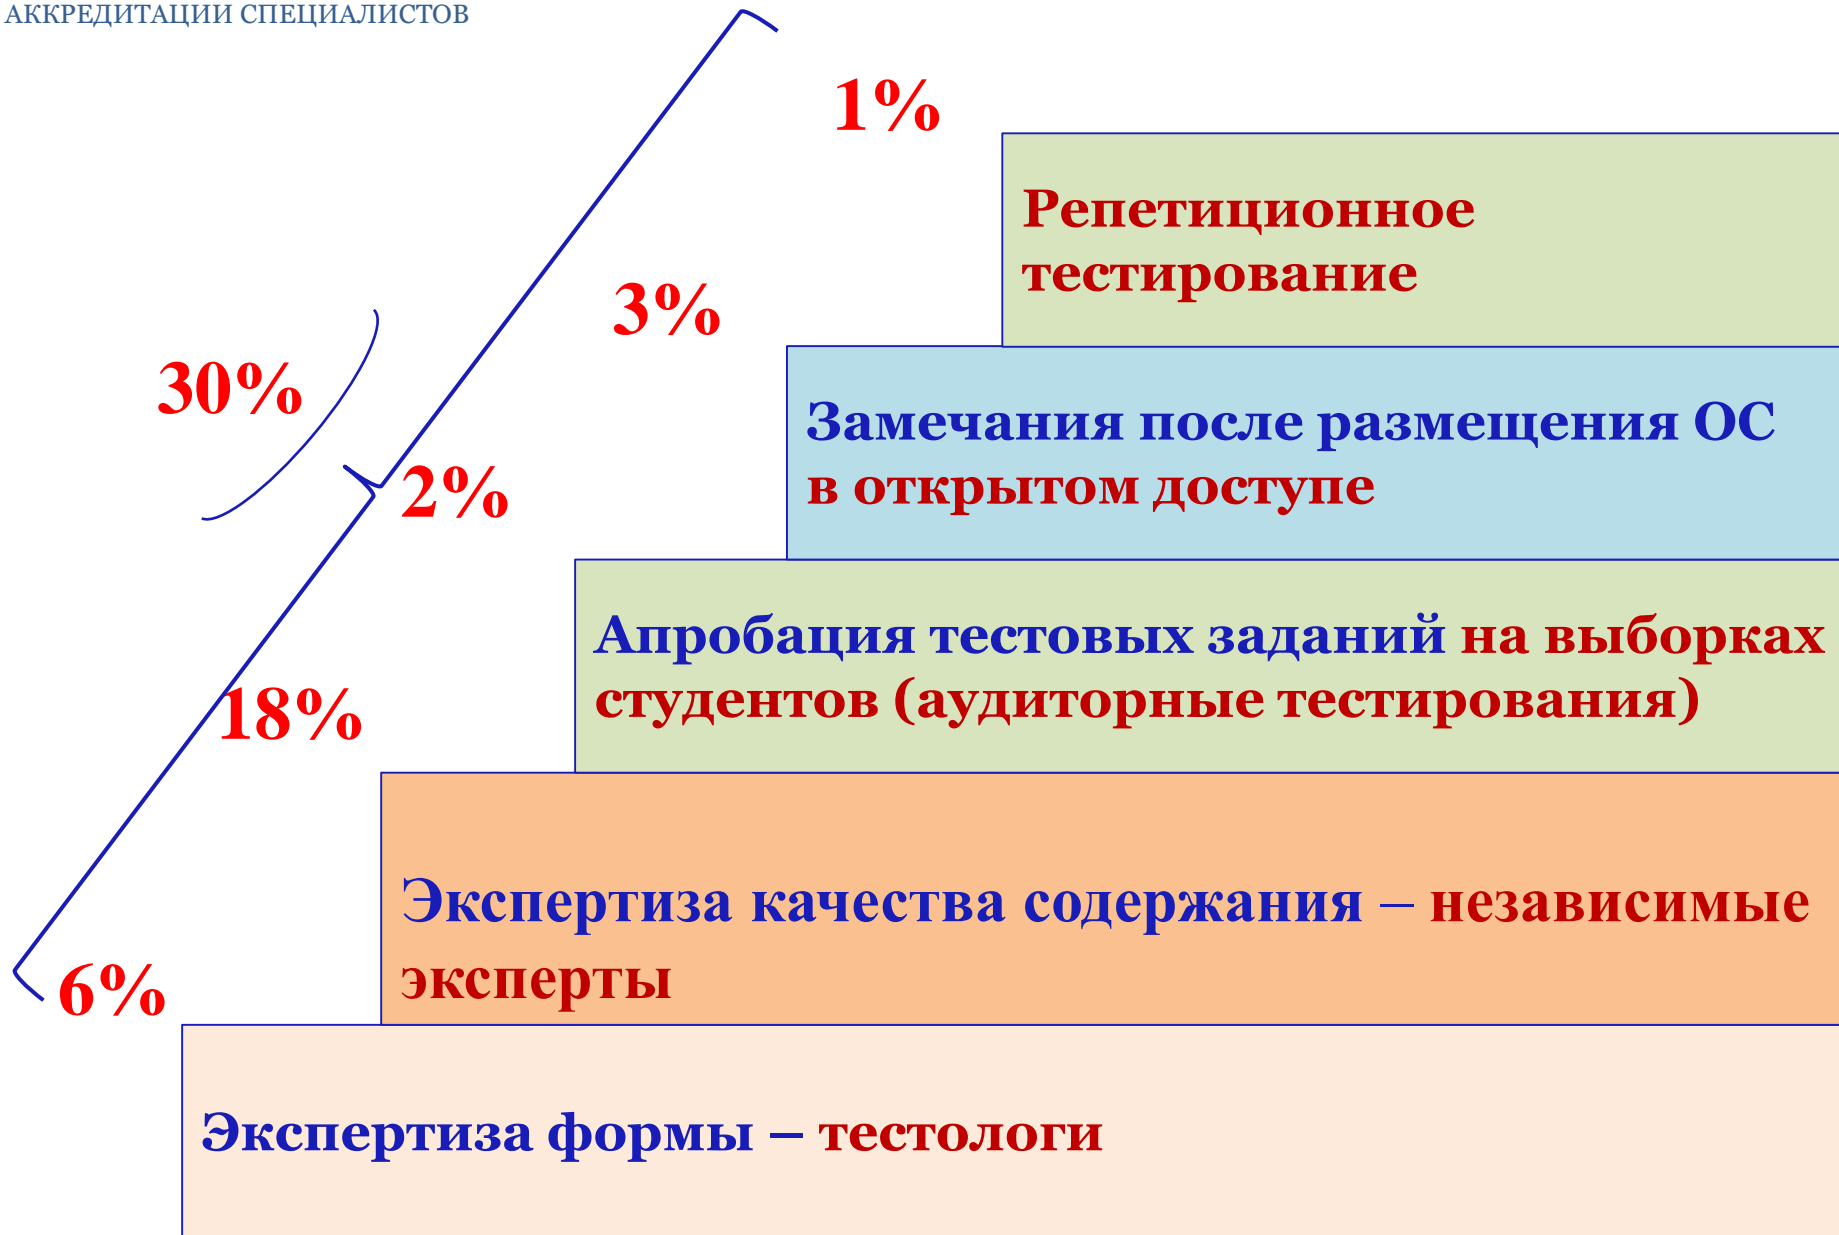 АККРЕДИТАЦИИ СПЕЦИАЛИСТОВ
1%
Репетиционное
тестирование
3%
Замечания после размещения ОС
в открытом доступе
30%
2%
Апробация тестовых заданий на выборках
студентов (аудиторные тестирования)
18%
Экспертиза качества содержания – независимые
эксперты
6%
Экспертиза формы – тестологи